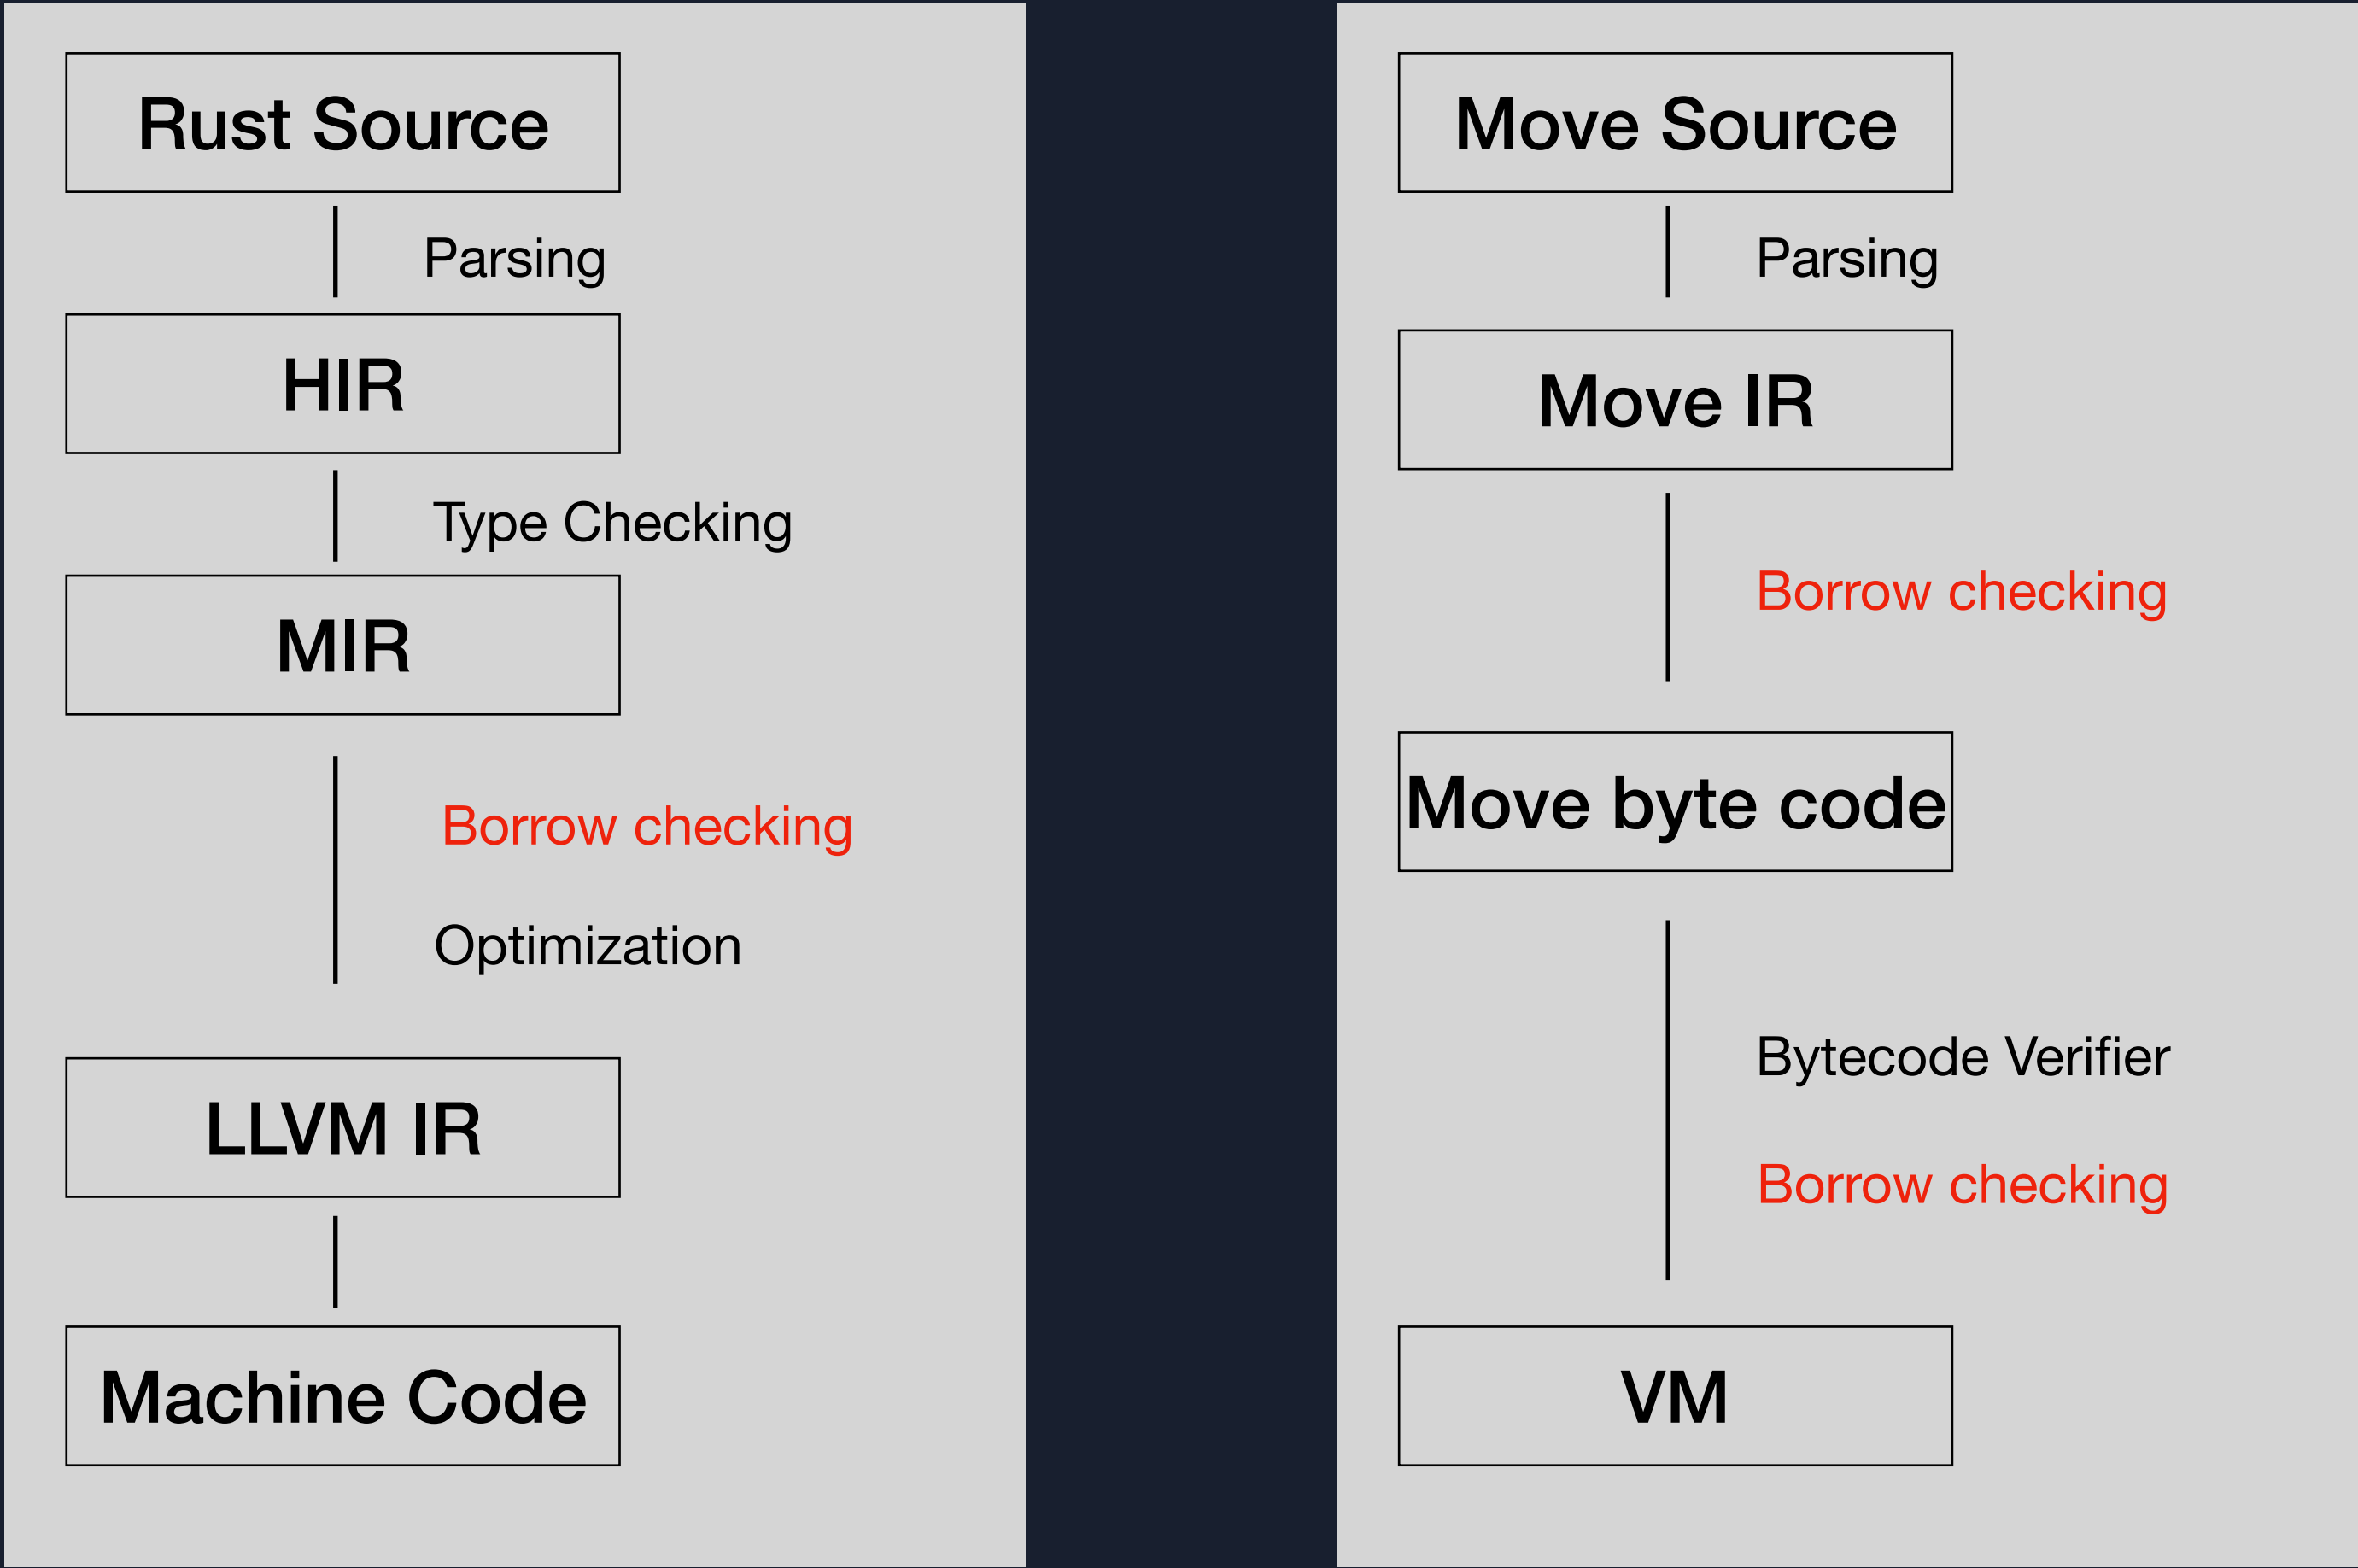 Rust Source
Parsing
HIR
Type Checking
MIR
Borrow checking
Optimization
LLVM IR
Machine Code
Move Source
Parsing
Move IR
Borrow checking
Move byte code
Bytecode Verifier
Borrow checking
VM